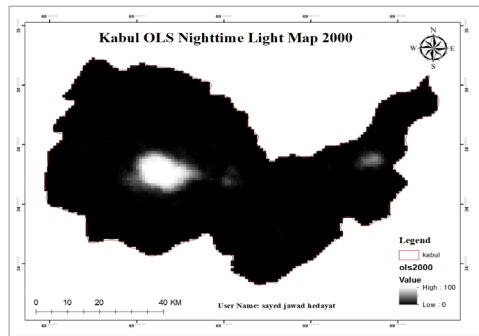 Kabul OLS Nighttime Light Map 2000
N
W
E
S
Legend
kabul
ols2000
Value
High : 100
Low : 0
0 10 20 40 KM
User Name: sayed jawad hedayat